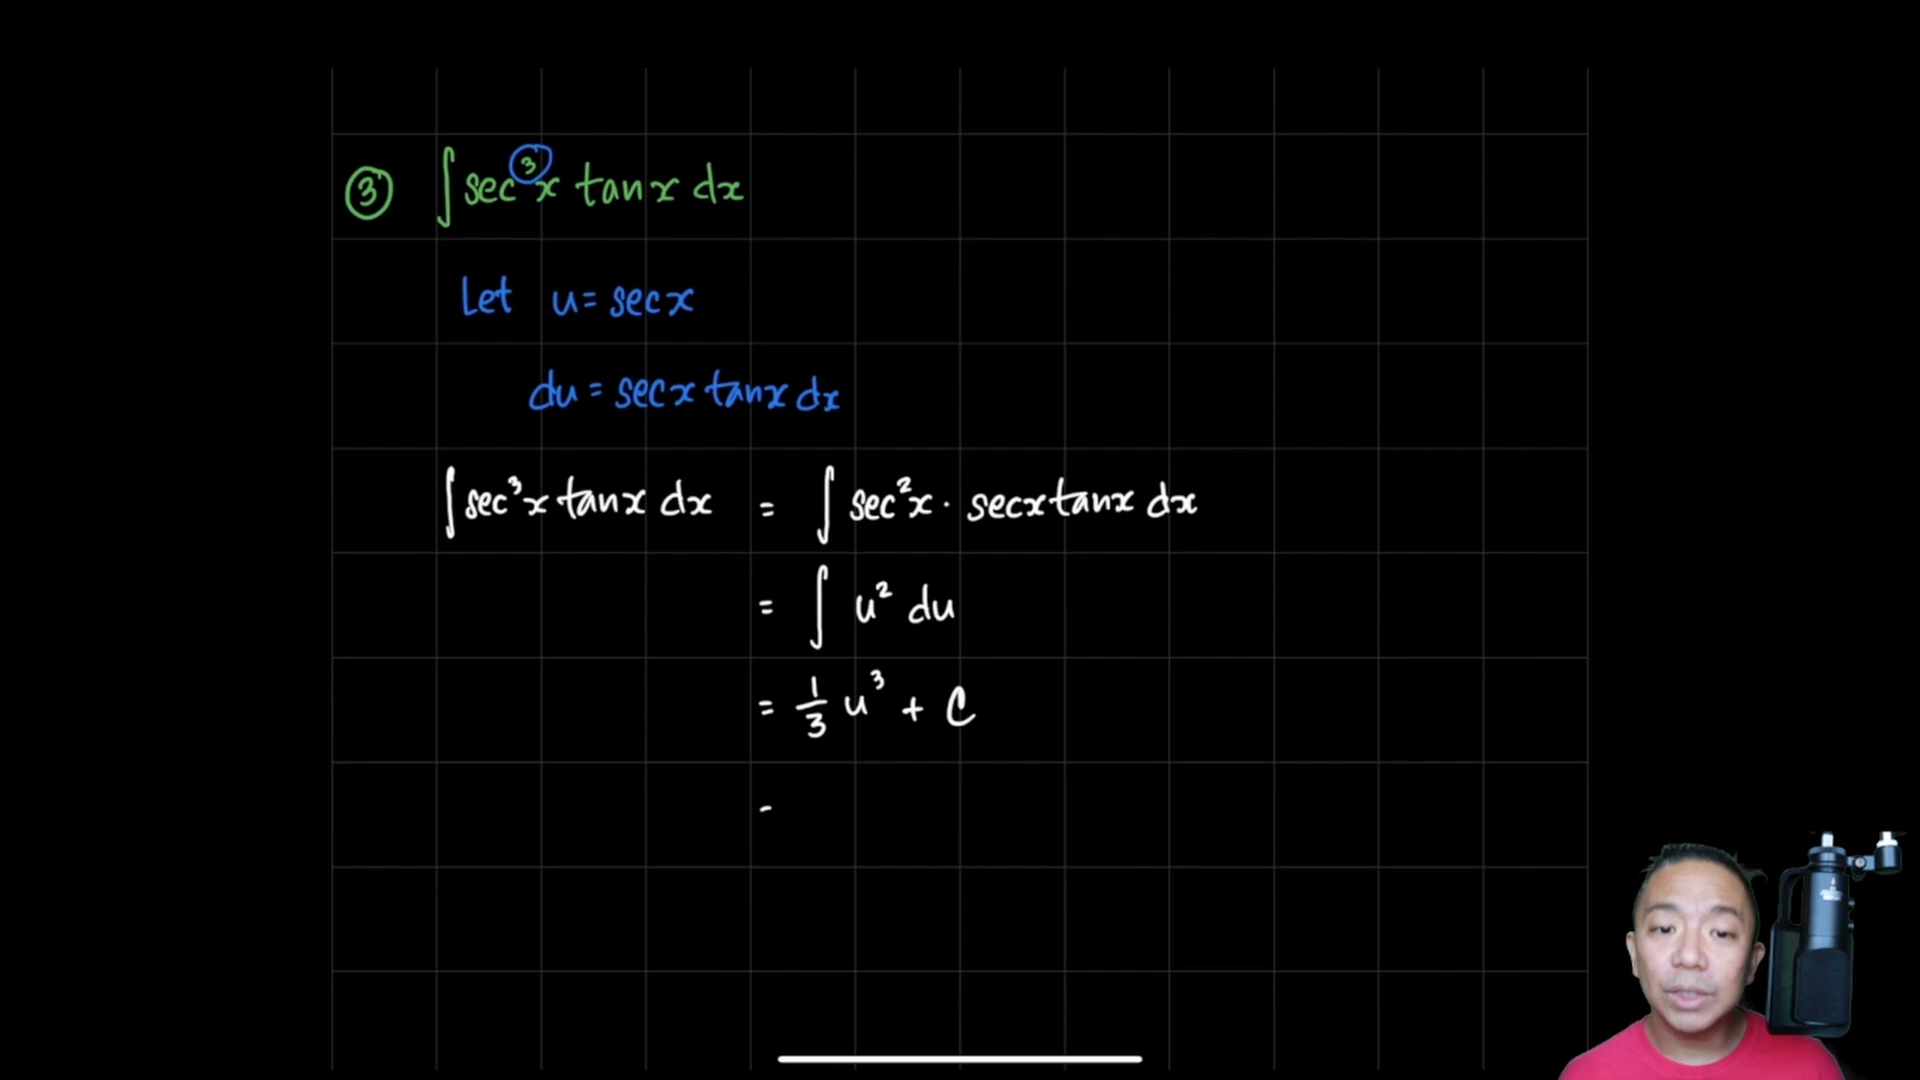 ③ ∫ sec³x tanx dx
Let u = secx
du = secx tanx dx
∫ sec³x tanx dx = ∫ sec²x · secx tanx dx
= ∫ u² du
= 1/3 u³ + C
-